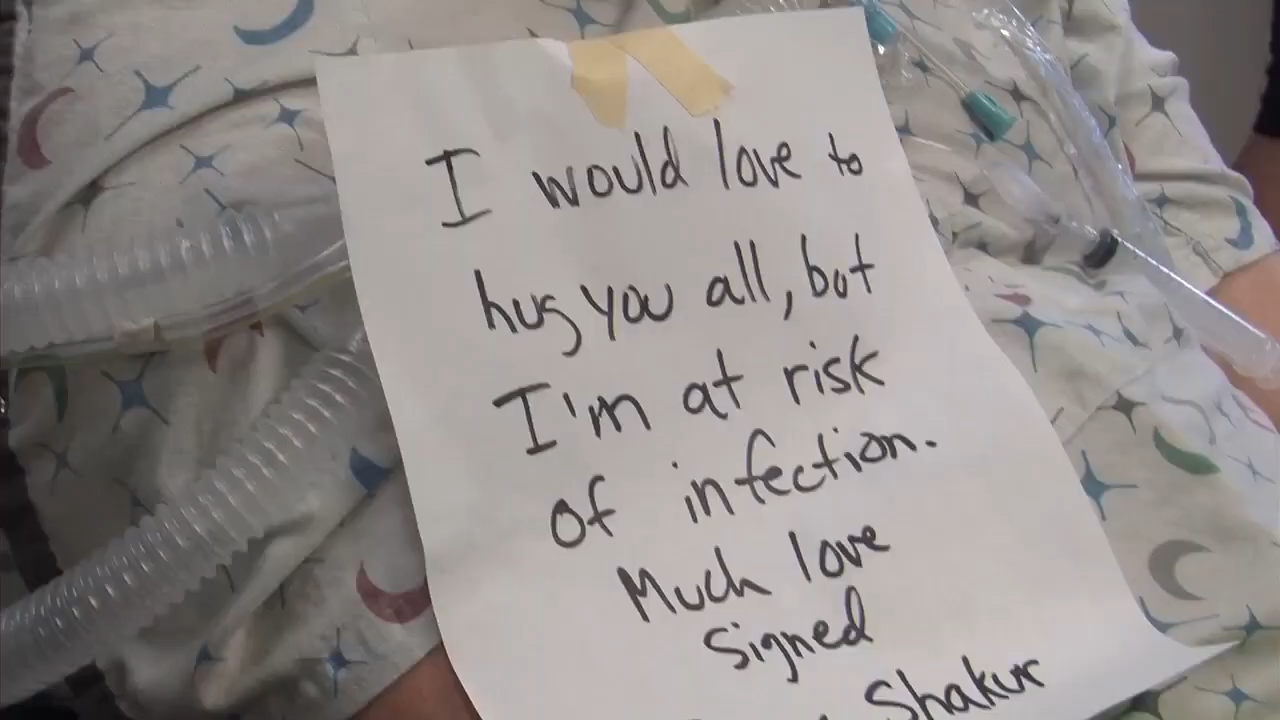 I would love to
hug you all, but
I'm at risk
of infection.
Much love
signed
Shakur